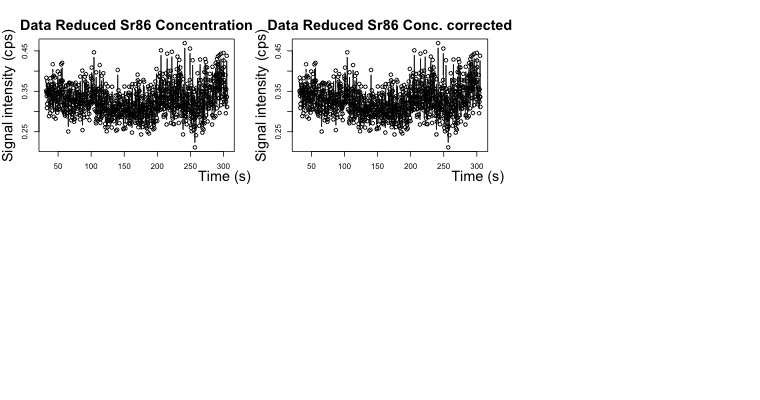 Data Reduced Sr86 Concentration
Signal intensity (cps)
0.45
0.35
0.25
50 100 150 200 250 300
Time (s)
Data Reduced Sr86 Conc. corrected
Signal intensity (cps)
0.45
0.35
0.25
50 100 150 200 250 300
Time (s)